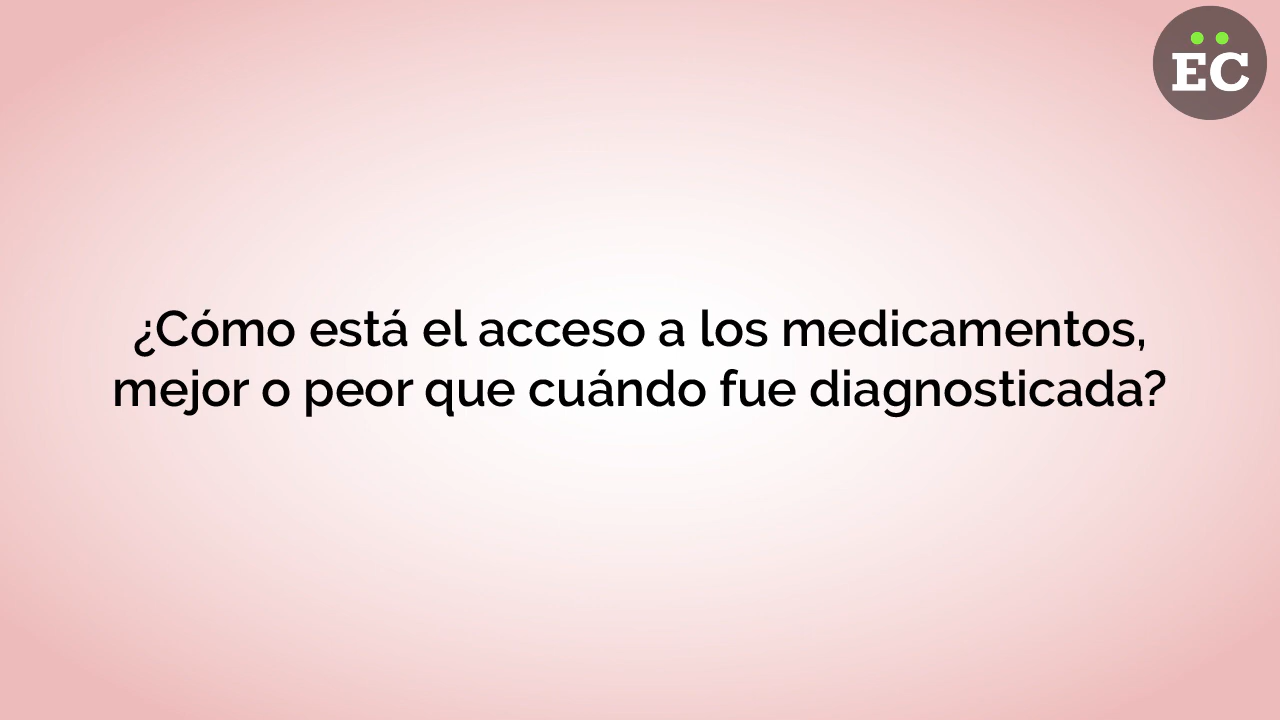 EC
¿Cómo está el acceso a los medicamentos,
mejor o peor que cuándo fue diagnosticada?